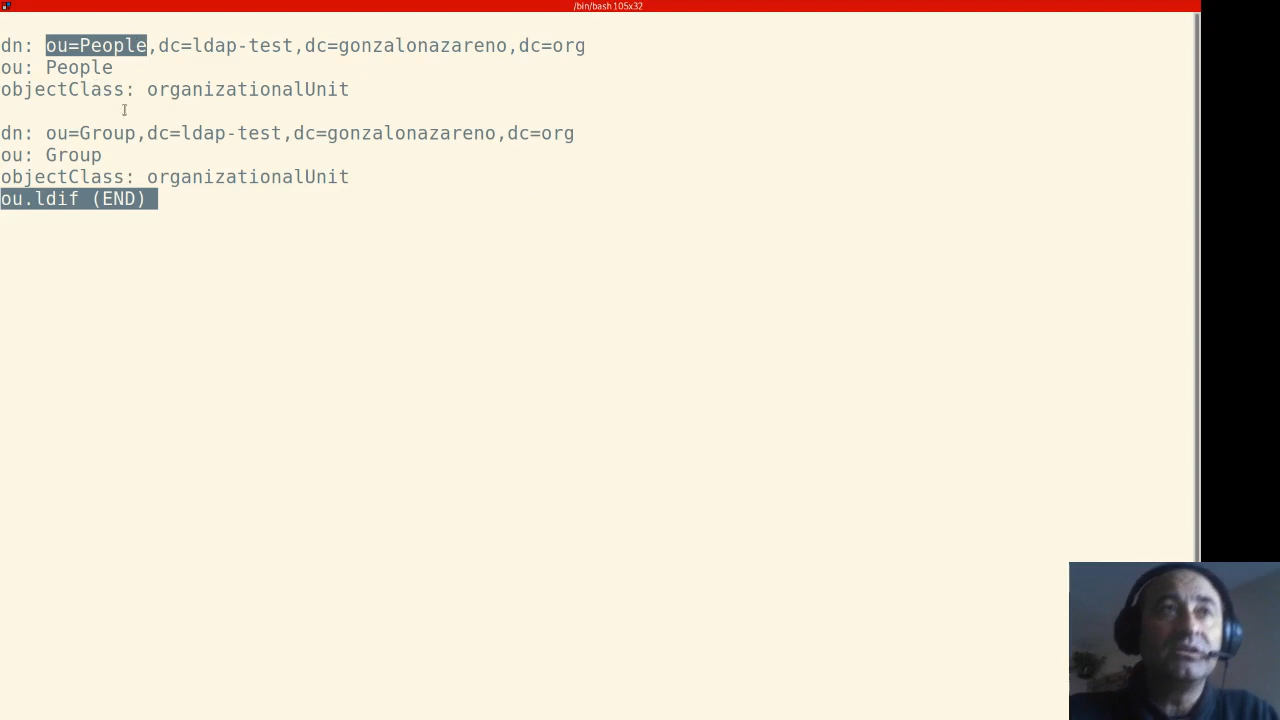 /bin/bash 105x32
dn: ou=People,dc=ldap-test,dc=gonzalonazareno,dc=org
ou: People
objectClass: organizationalUnit
dn: ou=Group,dc=ldap-test,dc=gonzalonazareno,dc=org
ou: Group
objectClass: organizationalUnit
ou.ldif (END)